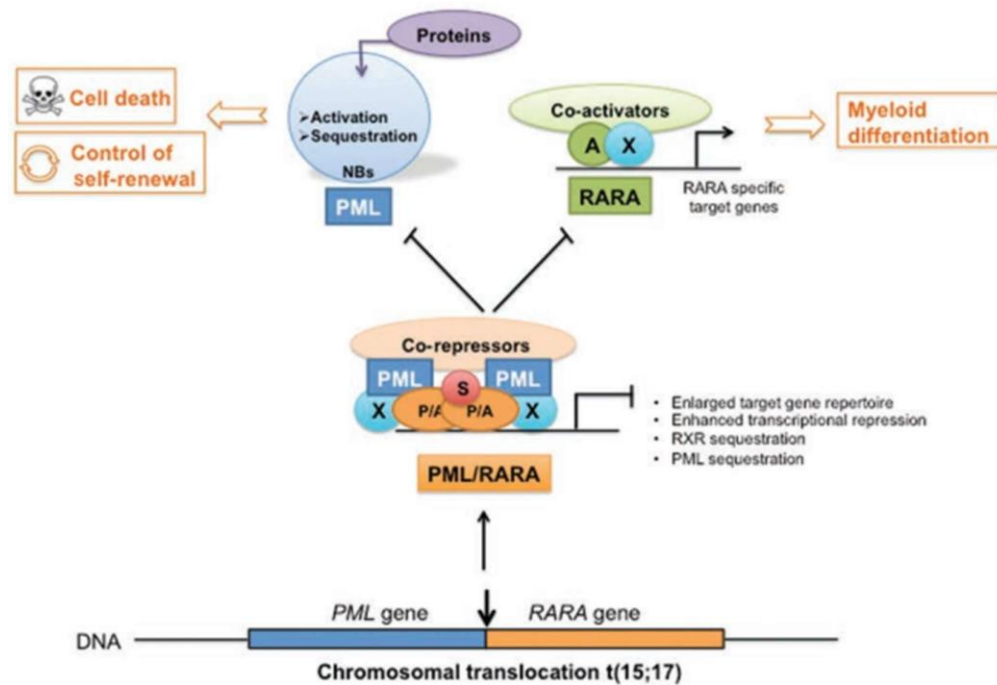 Proteins
Cell death
Control of
self-renewal
➢Activation
➢Sequestration
NBs
PML
Co-activators
A
X
RARA
RARA specific
target genes
Myeloid
differentiation
Co-repressors
PML
S
PML
X
P/A
P/A
X
PML/RARA
• Enlarged target gene repertoire
• Enhanced transcriptional repression
• RXR sequestration
• PML sequestration
PML gene
RARA gene
DNA
Chromosomal translocation t(15;17)